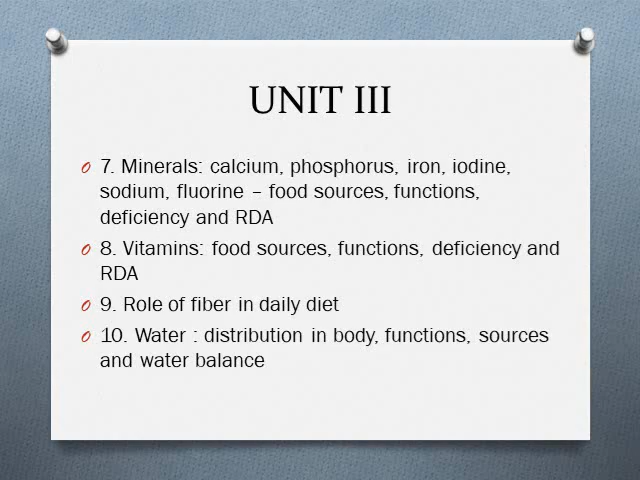 UNIT III
7. Minerals: calcium, phosphorus, iron, iodine,
sodium, fluorine – food sources, functions,
deficiency and RDA
8. Vitamins: food sources, functions, deficiency and
RDA
9. Role of fiber in daily diet
10. Water : distribution in body, functions, sources
and water balance